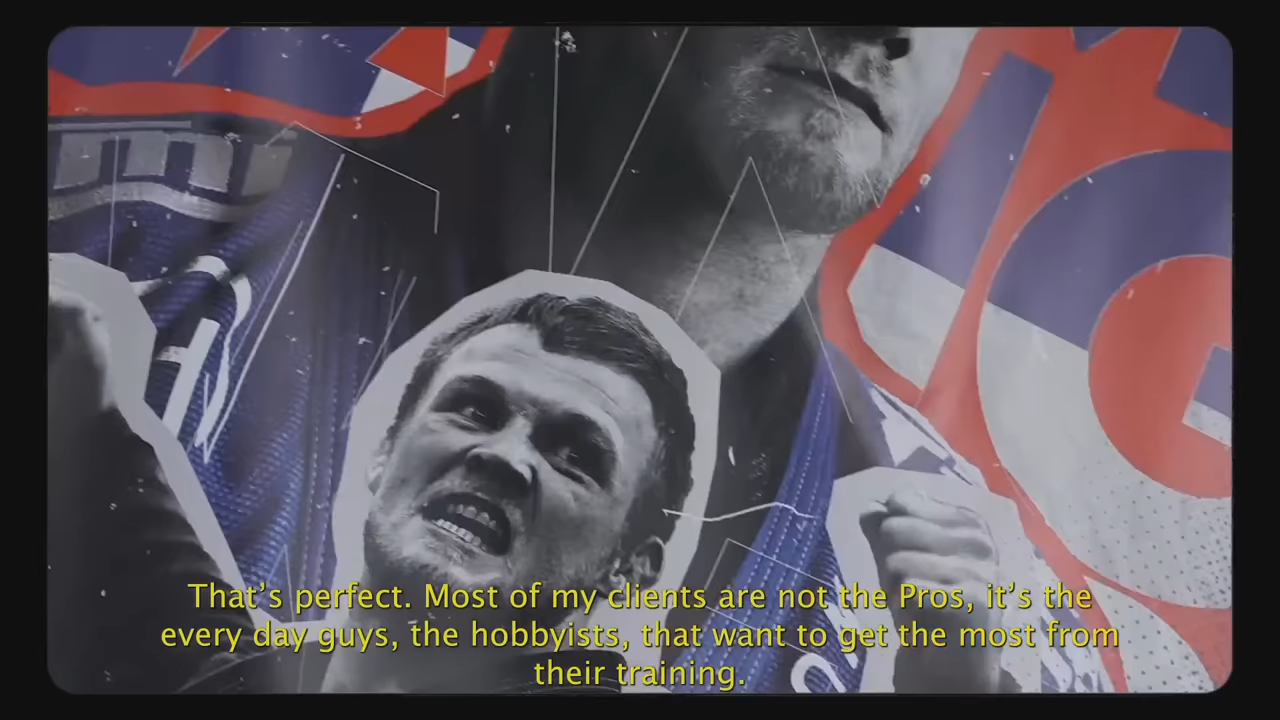 That’s perfect. Most of my clients are not the Pros, it’s the
every day guys, the hobbyists, that want to get the most from
their training.